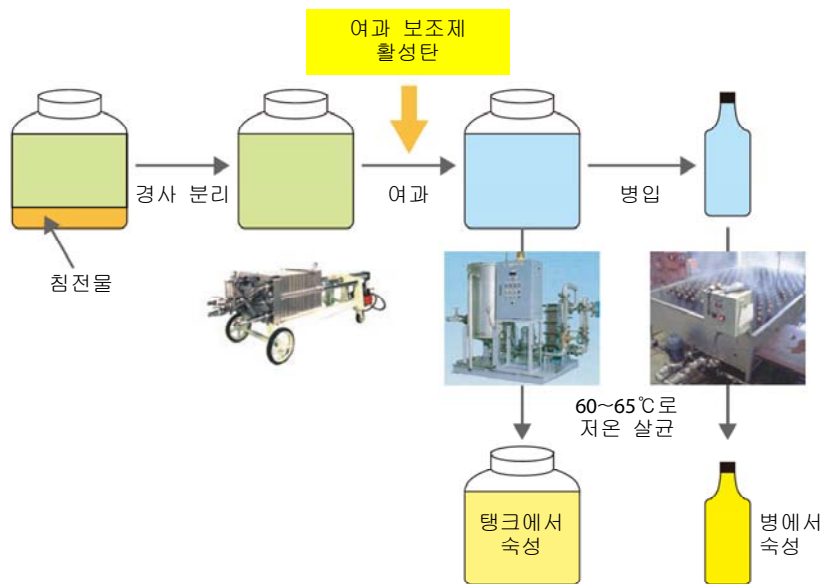 여과 보조제
활성탄
경사 분리
여과
병입
침전물
60~65℃로
저온 살균
탱크에서
숙성
병에서
숙성